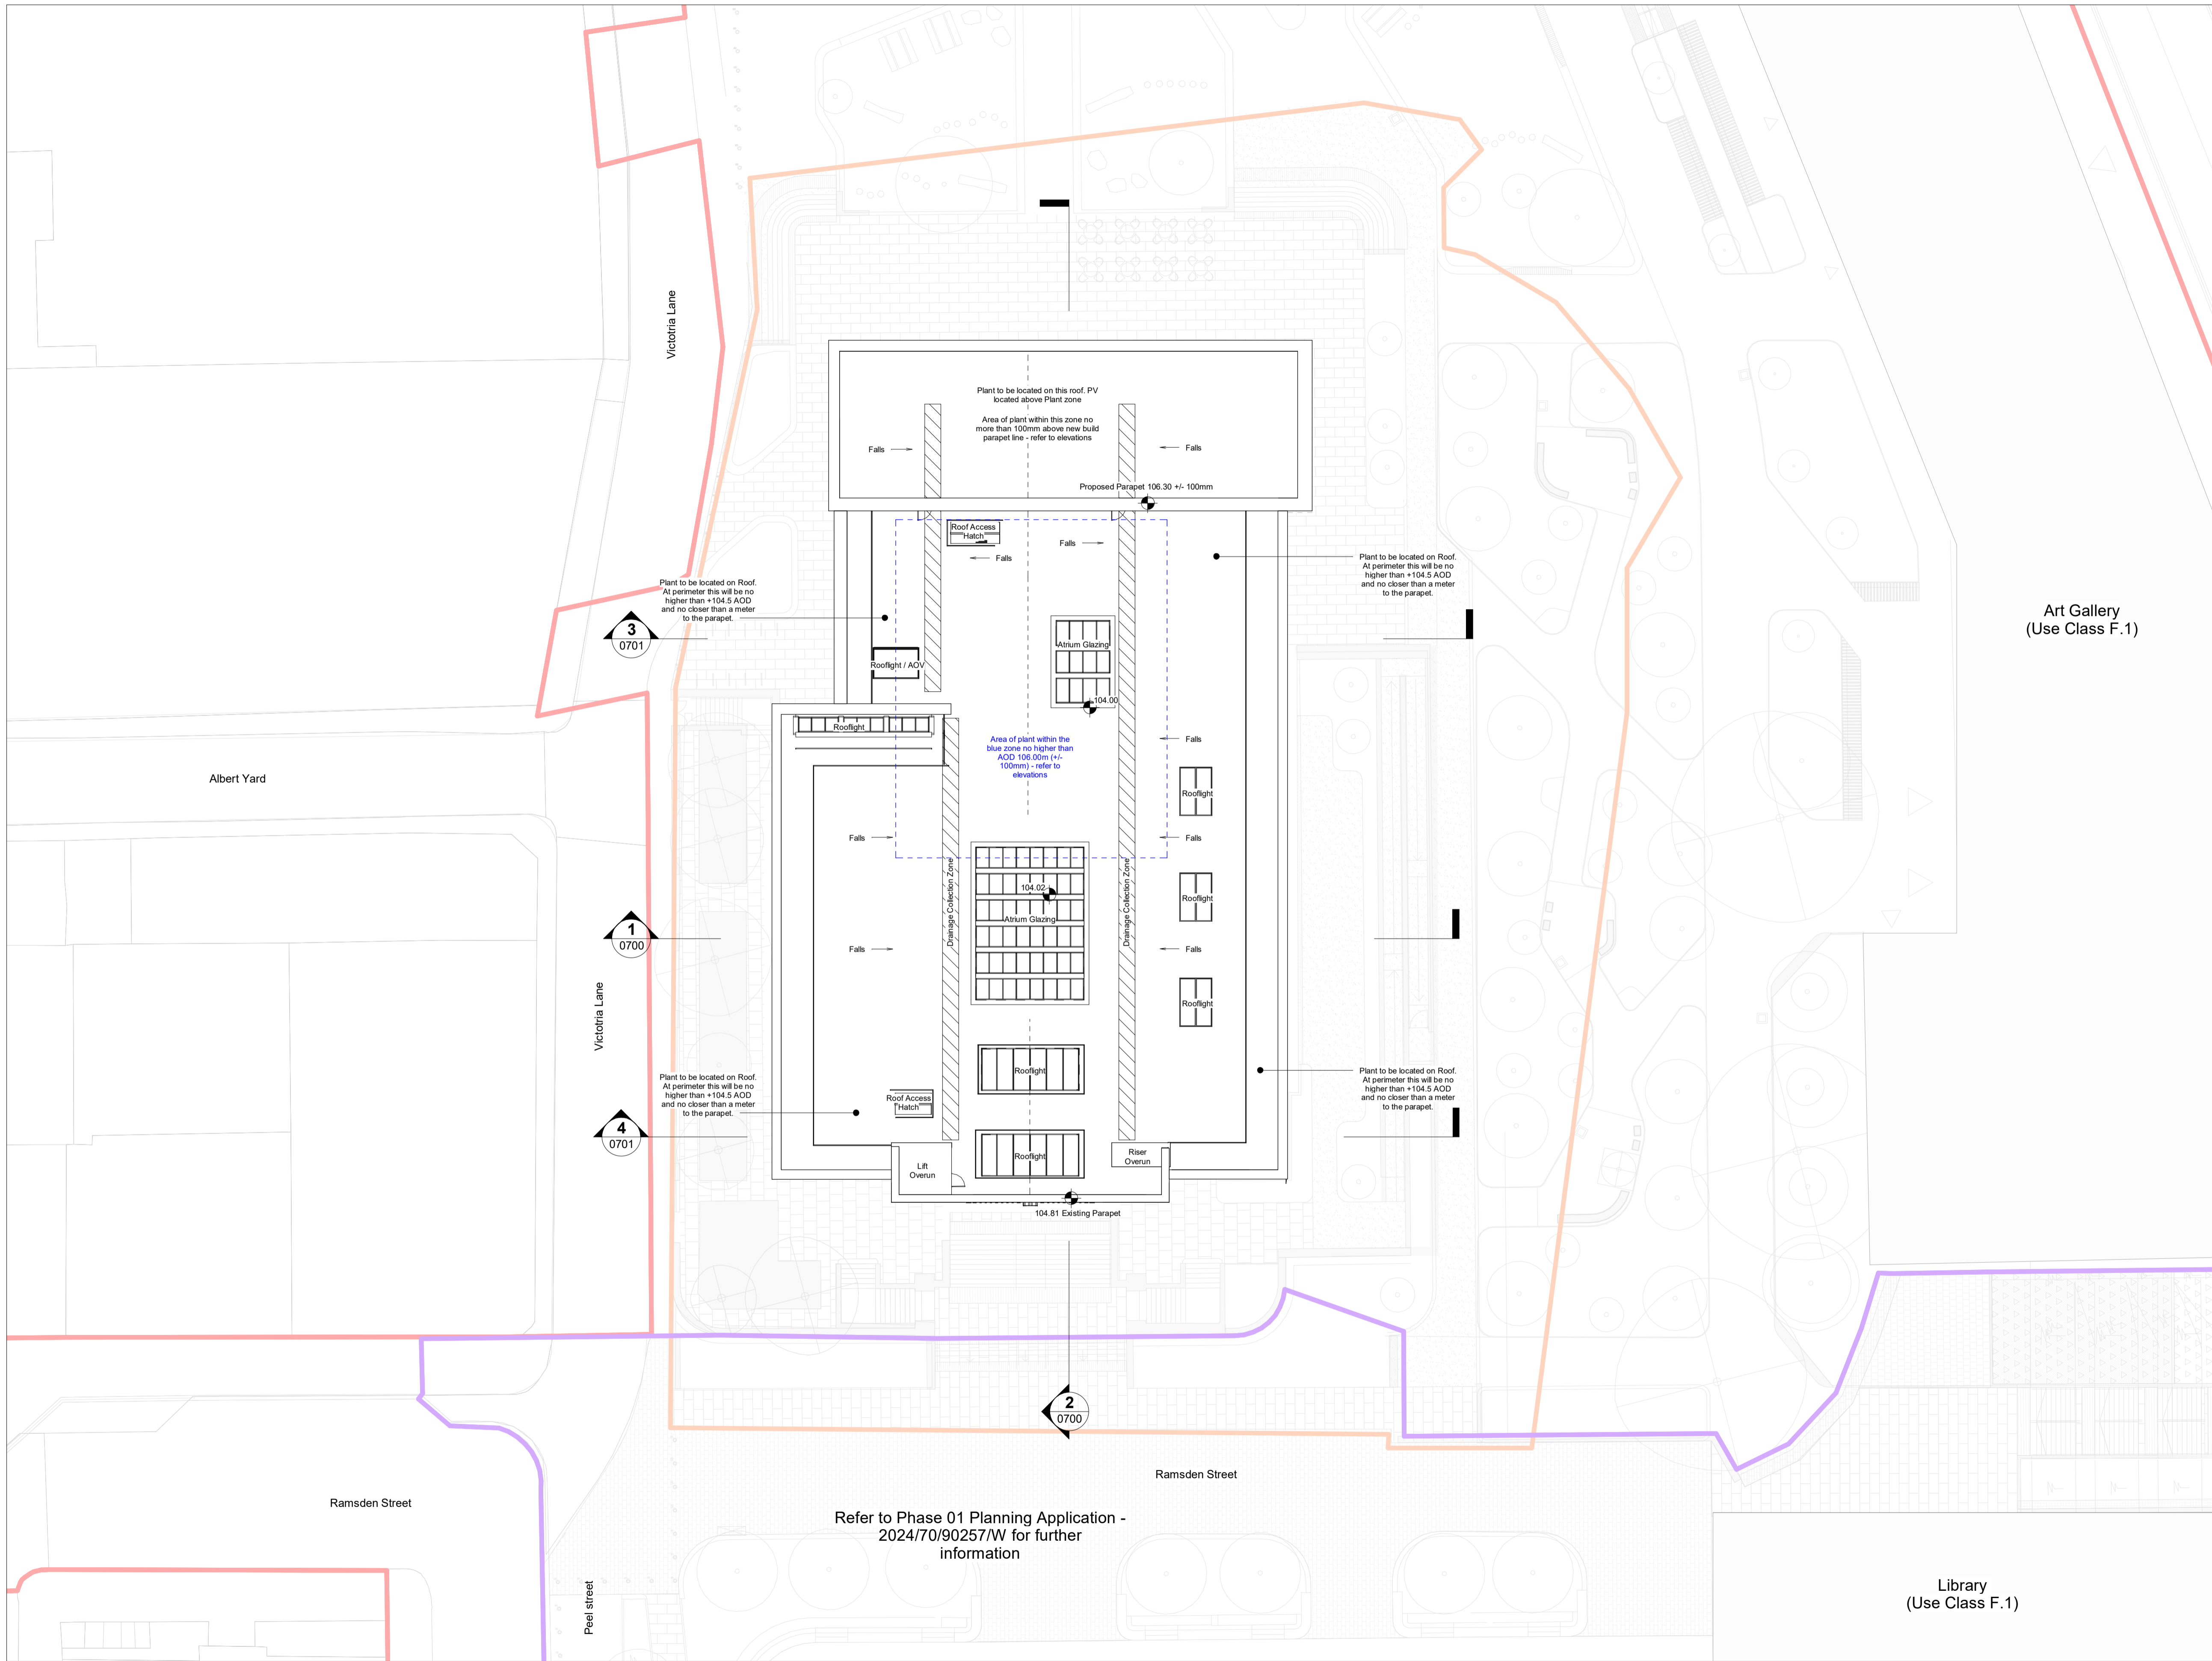 Victotria Lane
Plant to be located on this roof. PV
located above Plant zone
Area of plant within this zone no
more than 100mm above new build
parapet line - refer to elevations
Falls
Falls
Proposed Parapet 106.30 +/- 100mm
Roof Access
Hatch
Falls
Falls
Plant to be located on Roof.
At perimeter this will be no
higher than +104.5 AOD
and no closer than a meter
to the parapet.
Plant to be located on Roof.
At perimeter this will be no
higher than +104.5 AOD
and no closer than a meter
to the parapet.
3
0701
Art Gallery
(Use Class F.1)
Atrium Glazing
Rooflight / AOV
104.00
Rooflight
Area of plant within the
blue zone no higher than
AOD 106.00m (+/-
100mm) - refer to
elevations
Falls
Albert Yard
Rooflight
Falls
Falls
Drainage Collection Zone
Drainage Collection Zone
104.02
Rooflight
Atrium Glazing
1
0700
Falls
Falls
Victotria Lane
Rooflight
Rooflight
Plant to be located on Roof.
At perimeter this will be no
higher than +104.5 AOD
and no closer than a meter
to the parapet.
Plant to be located on Roof.
At perimeter this will be no
higher than +104.5 AOD
and no closer than a meter
to the parapet.
Roof Access
Hatch
4
0701
Rooflight
Riser
Overun
Lift
Overun
104.81 Existing Parapet
2
0700
Ramsden Street
Ramsden Street
Refer to Phase 01 Planning Application -
2024/70/90257/W for further
information
Peel street
Library
(Use Class F.1)